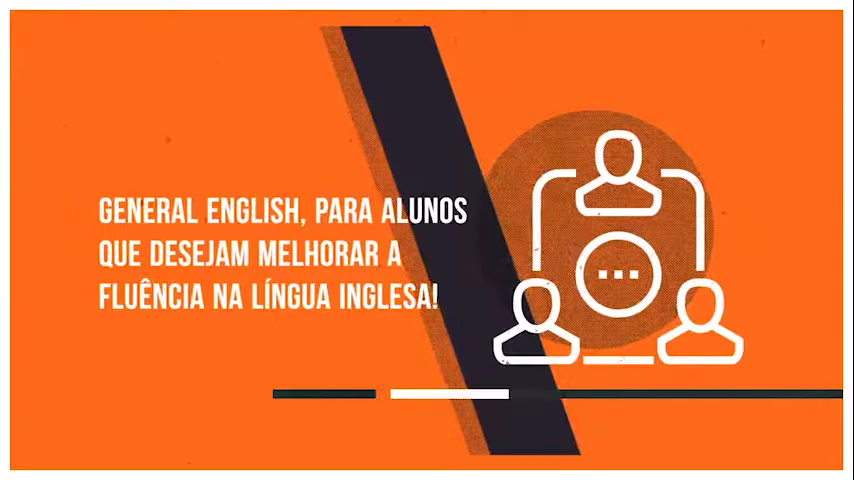 GENERAL ENGLISH, PARA ALUNOS
QUE DESEJAM MELHORAR A
FLUÊNCIA NA LÍNGUA INGLESA!